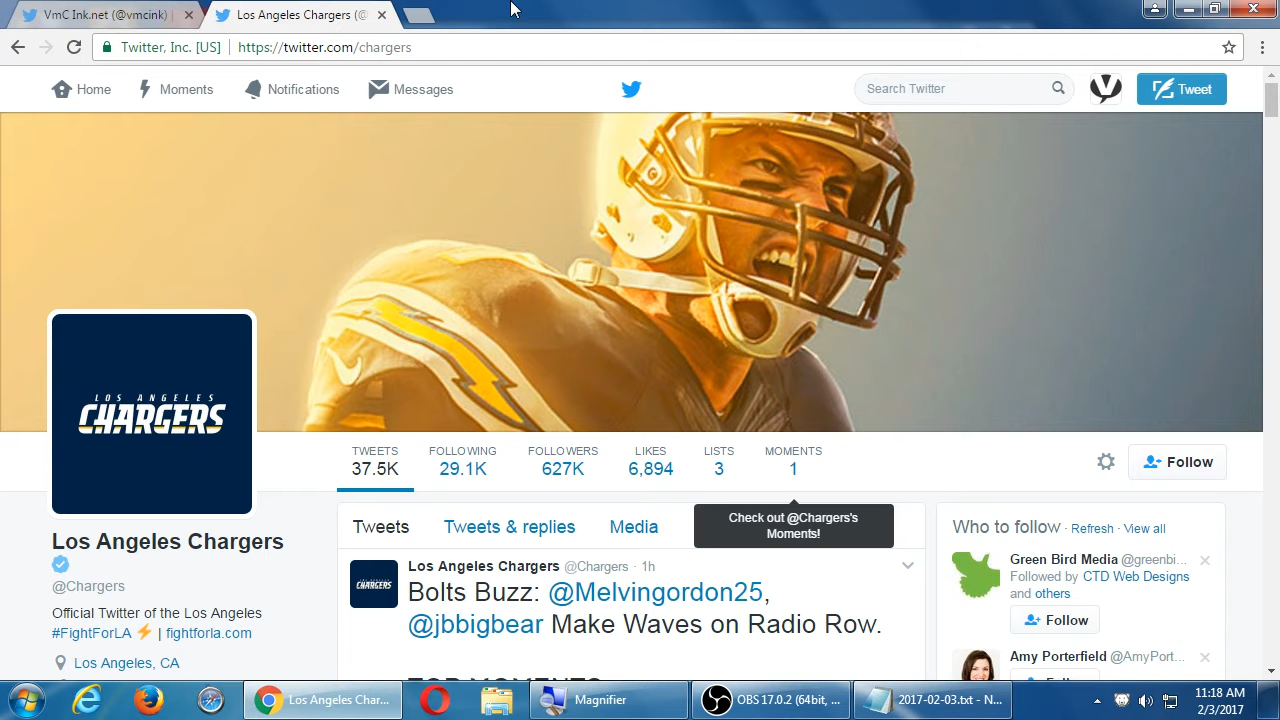 VmC Ink.net (@vmcink)
Los Angeles Chargers (@
Twitter, Inc. [US]
https://twitter.com/chargers
Home
Moments
Notifications
Messages
Search Twitter
Tweet
LOS ANGELES
CHARGERS
TWEETS
37.5K
FOLLOWING
29.1K
FOLLOWERS
627K
LIKES
6,894
LISTS
3
MOMENTS
1
Follow
Check out @Chargers's
Moments!
Los Angeles Chargers
@Chargers
Official Twitter of the Los Angeles
#FightForLA ⚡ | fightforla.com
Los Angeles, CA
Tweets
Tweets & replies
Media
CHARGERS
Los Angeles Chargers @Chargers · 1h
Bolts Buzz: @Melvingordon25,
@jbbigbear Make Waves on Radio Row.
TOP MOMENTS
Who to follow · Refresh · View all
Green Bird Media @greenbi...
Followed by CTD Web Designs
and others
Follow
Amy Porterfield @AmyPort...
Los Angeles Char...
Magnifier
OBS 17.0.2 (64bit, ...
2017-02-03.txt - N...
11:18 AM
2/3/2017